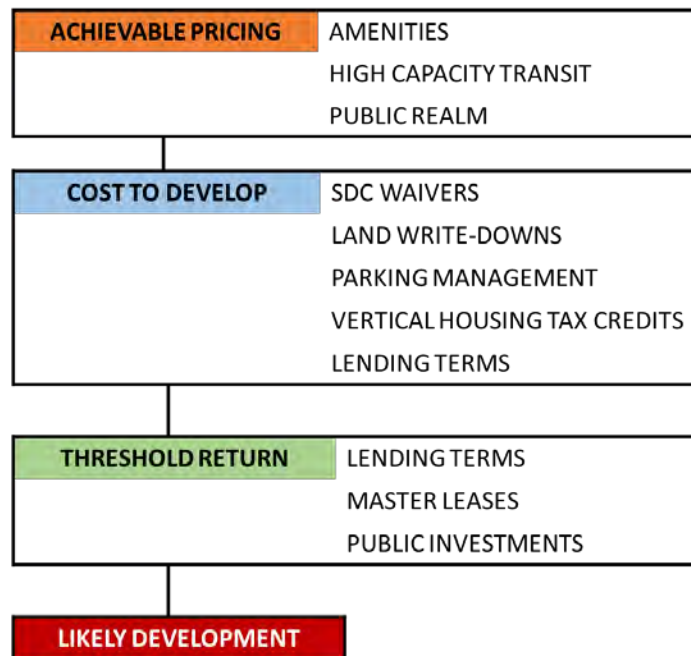 ACHIEVABLE PRICING AMENITIES
HIGH CAPACITY TRANSIT
PUBLIC REALM
COST TO DEVELOP SDC WAIVERS
LAND WRITE-DOWNS
PARKING MANAGEMENT
VERTICAL HOUSING TAX CREDITS
LENDING TERMS
THRESHOLD RETURN LENDING TERMS
MASTER LEASES
PUBLIC INVESTMENTS
LIKELY DEVELOPMENT